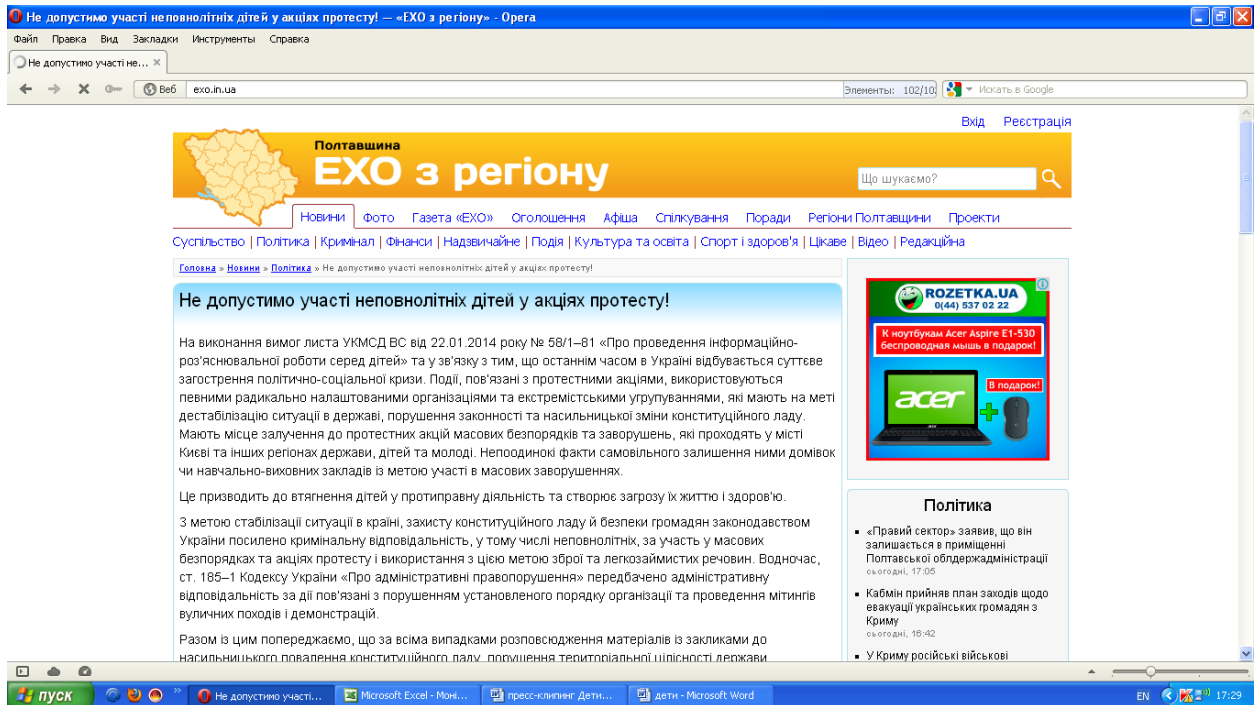 Не допустимо участі неповнолітніх дітей у акціях протесту! — «ЕХО з регіону» - Opera
Файл Правка Вид Закладки Инструменты Справка
Не допустимо участі не...
Веб exo.in.ua Элементы: 102/10 Искать в Google
Вхід Реєстрація
Полтавщина
ЕХО з регіону
Що шукаємо?
Новини Фото Газета «ЕХО» Оголошення Афіша Спілкування Поради Регіони Полтавщини Проекти
Суспільство | Політика | Кримінал | Фінанси | Надзвичайне | Подія | Культура та освіта | Спорт і здоров'я | Цікаве | Відео | Редакційна
Головна » Новини » Політика » Не допустимо участі неповнолітніх дітей у акціях протесту!
Не допустимо участі неповнолітніх дітей у акціях протесту!
На виконання вимог листа УКМСД ВС від 22.01.2014 року № 58/1–81 «Про проведення інформаційно-
роз'яснювальної роботи серед дітей» та у зв'язку з тим, що останнім часом в Україні відбувається суттєве
загострення політично-соціальної кризи. Події, пов'язані з протестними акціями, використовуються
певними радикально налаштованими організаціями та екстремістськими угрупуваннями, які мають на меті
дестабілізацію ситуації в державі, порушення законності та насильницької зміни конституційного ладу.
Мають місце залучення до протестних акцій масових безпорядків та заворушень, які проходять у місті
Києві та інших регіонах держави, дітей та молоді. Непоодинокі факти самовільного залишення ними домівок
чи навчально-виховних закладів із метою участі в масових заворушеннях.
Це призводить до втягнення дітей у протиправну діяльність та створює загрозу їх життю і здоров'ю.
З метою стабілізації ситуації в країні, захисту конституційного ладу й безпеки громадян законодавством
України посилено кримінальну відповідальність, у тому числі неповнолітніх, за участь у масових
безпорядках та акціях протесту і використання з цією метою зброї та легкозаймистих речовин. Водночас,
ст. 185–1 Кодексу України «Про адміністративні правопорушення» передбачено адміністративну
відповідальність за дії пов'язані з порушенням установленого порядку організації та проведення мітингів
вуличних походів і демонстрацій.
Разом із цим попереджаємо, що за всіма випадками розповсюдження матеріалів із закликами до
насильницького повалення конституційного ладу, порушення територіальної цілісності держави
ROZETKA.UA
0(44) 537 02 22
К ноутбукам Acer Aspire E1-530
беспроводная мышь в подарок!
В подарок!
acer
Політика
«Правий сектор» заявив, що він
залишається в приміщенні
Полтавської облдержадміністрації
сьогодні, 17:05
Кабмін прийняв план заходів щодо
евакуації українських громадян з
Криму
сьогодні, 16:42
У Криму російські військові
пуск Не допустимо участі... Microsoft Excel - Моні... пресс-клипинг Дети... дети - Microsoft Word EN 17:29